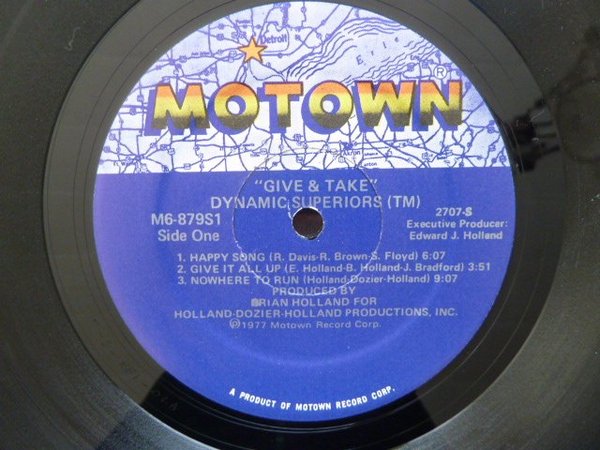 Detroit
Erie
MOTOWN®
"GIVE & TAKE"
DYNAMIC SUPERIORS (TM)
M6-879S1
Side One
2707-S
Executive Producer:
Edward J. Holland
1. HAPPY SONG (R. Davis-R. Brown-S. Floyd) 6:07
2. GIVE IT ALL UP (E. Holland-B. Holland-J. Bradford) 3:51
3. NOWHERE TO RUN (Holland-Dozier-Holland) 9:07
PRODUCED BY
BRIAN HOLLAND FOR
HOLLAND-DOZIER-HOLLAND PRODUCTIONS, INC.
℗1977 Motown Record Corp.
A PRODUCT OF MOTOWN RECORD CORP.